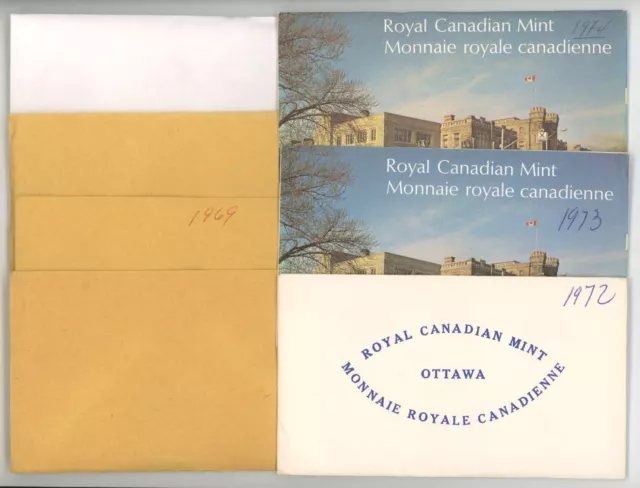 Royal Canadian Mint 1974
Monnaie royale canadienne
Royal Canadian Mint
Monnaie royale canadienne
1973
1969
1972
ROYAL CANADIAN MINT
OTTAWA
MONNAIE ROYALE CANADIENNE